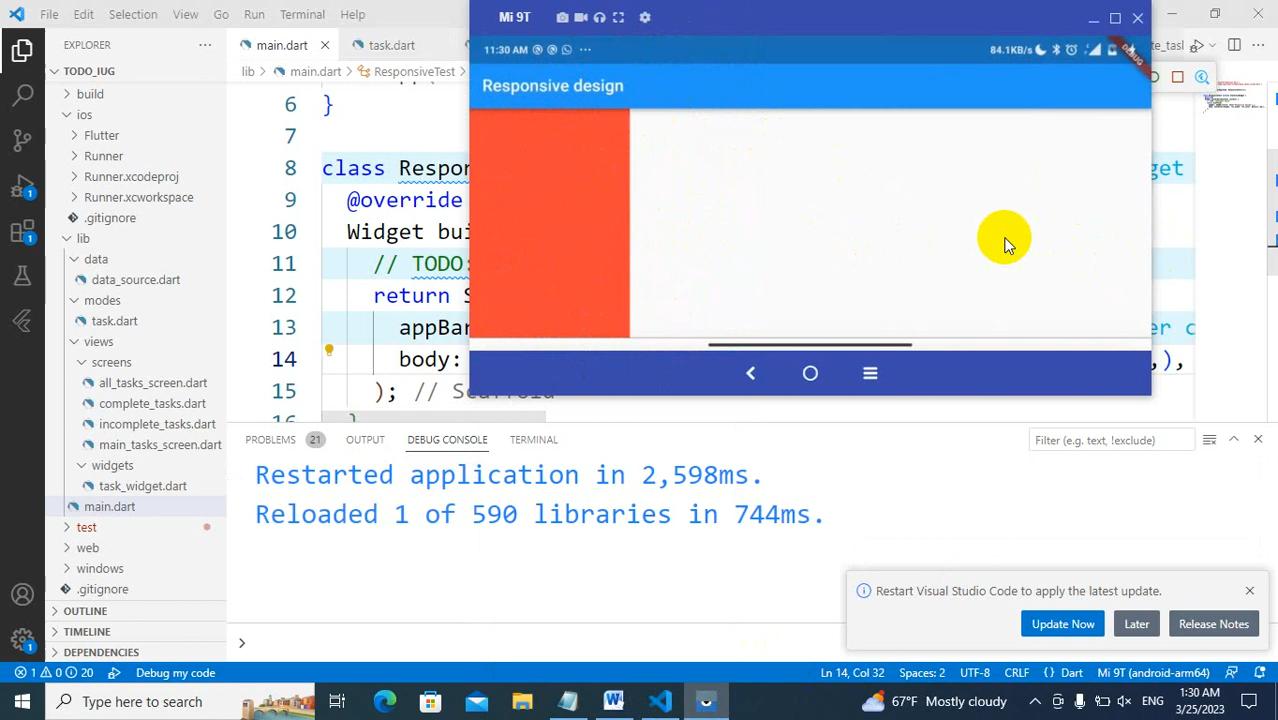 File Edit Selection View Go Run Terminal Help
Mi 9T
EXPLORER
TODO_IUG
build
ios
Flutter
Runner
Runner.xcodeproj
Runner.xcworkspace
.gitignore
lib
data
data_source.dart
modes
task.dart
views
screens
all_tasks_screen.dart
complete_tasks.dart
incomplete_tasks.dart
main_tasks_screen.dart
widgets
task_widget.dart
main.dart
test
web
windows
.gitignore
OUTLINE
TIMELINE
DEPENDENCIES
main.dart task.dart
lib main.dart ResponsiveTest
11:30 AM 84.1KB/s
DEBUG
Responsive design
6 }
7
8 class Respon
9 @override
10 Widget bui
11 // TODO:
12 return S
13 appBar
14 body:
15 ); // Scaffold
16 }
PROBLEMS 21 OUTPUT DEBUG CONSOLE TERMINAL
Filter (e.g. text, !exclude)
Restarted application in 2,598ms.
Reloaded 1 of 590 libraries in 744ms.
Restart Visual Studio Code to apply the latest update.
Update Now Later Release Notes
1 0 20 Debug my code Ln 14, Col 32 Spaces: 2 UTF-8 CRLF {} Dart Mi 9T (android-arm64)
Type here to search 67°F Mostly cloudy ENG 1:30 AM
3/25/2023